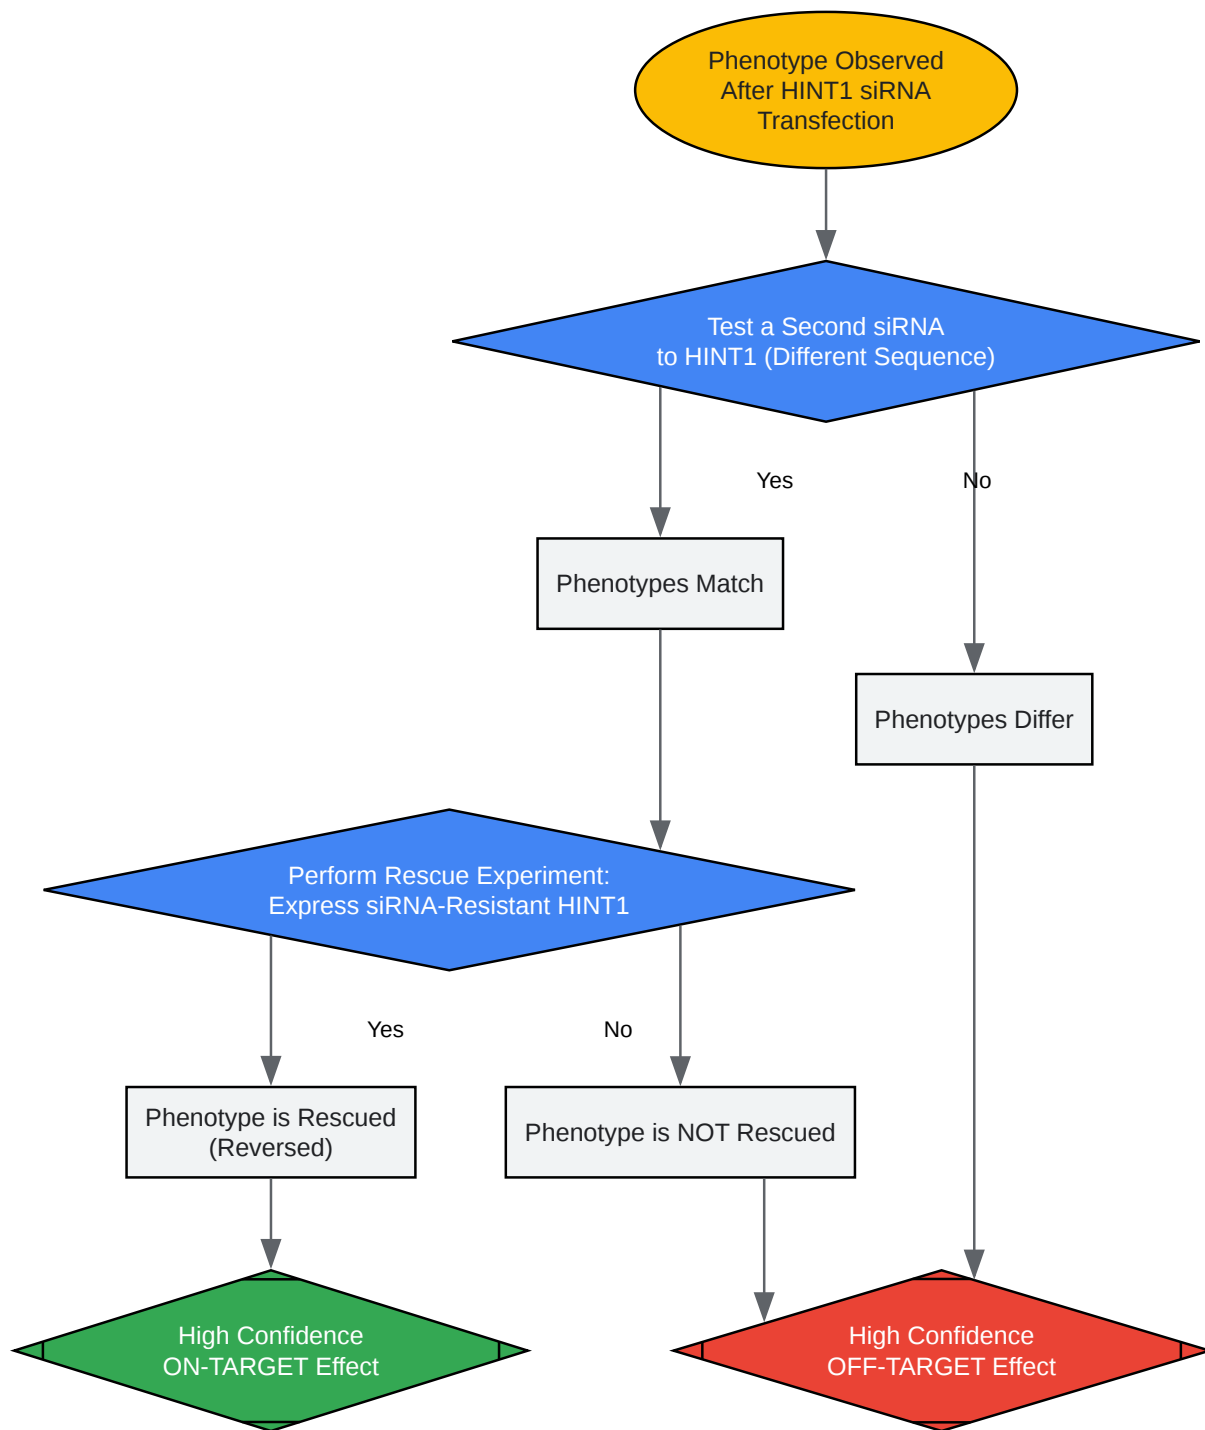 Phenotype Observed
After HINT1 siRNA
Transfection
Test a Second siRNA
to HINT1 (Different Sequence)
Yes
No
Phenotypes Match
Phenotypes Differ
Perform Rescue Experiment:
Express siRNA-Resistant HINT1
Yes
No
Phenotype is Rescued
(Reversed)
Phenotype is NOT Rescued
High Confidence
ON-TARGET Effect
High Confidence
OFF-TARGET Effect